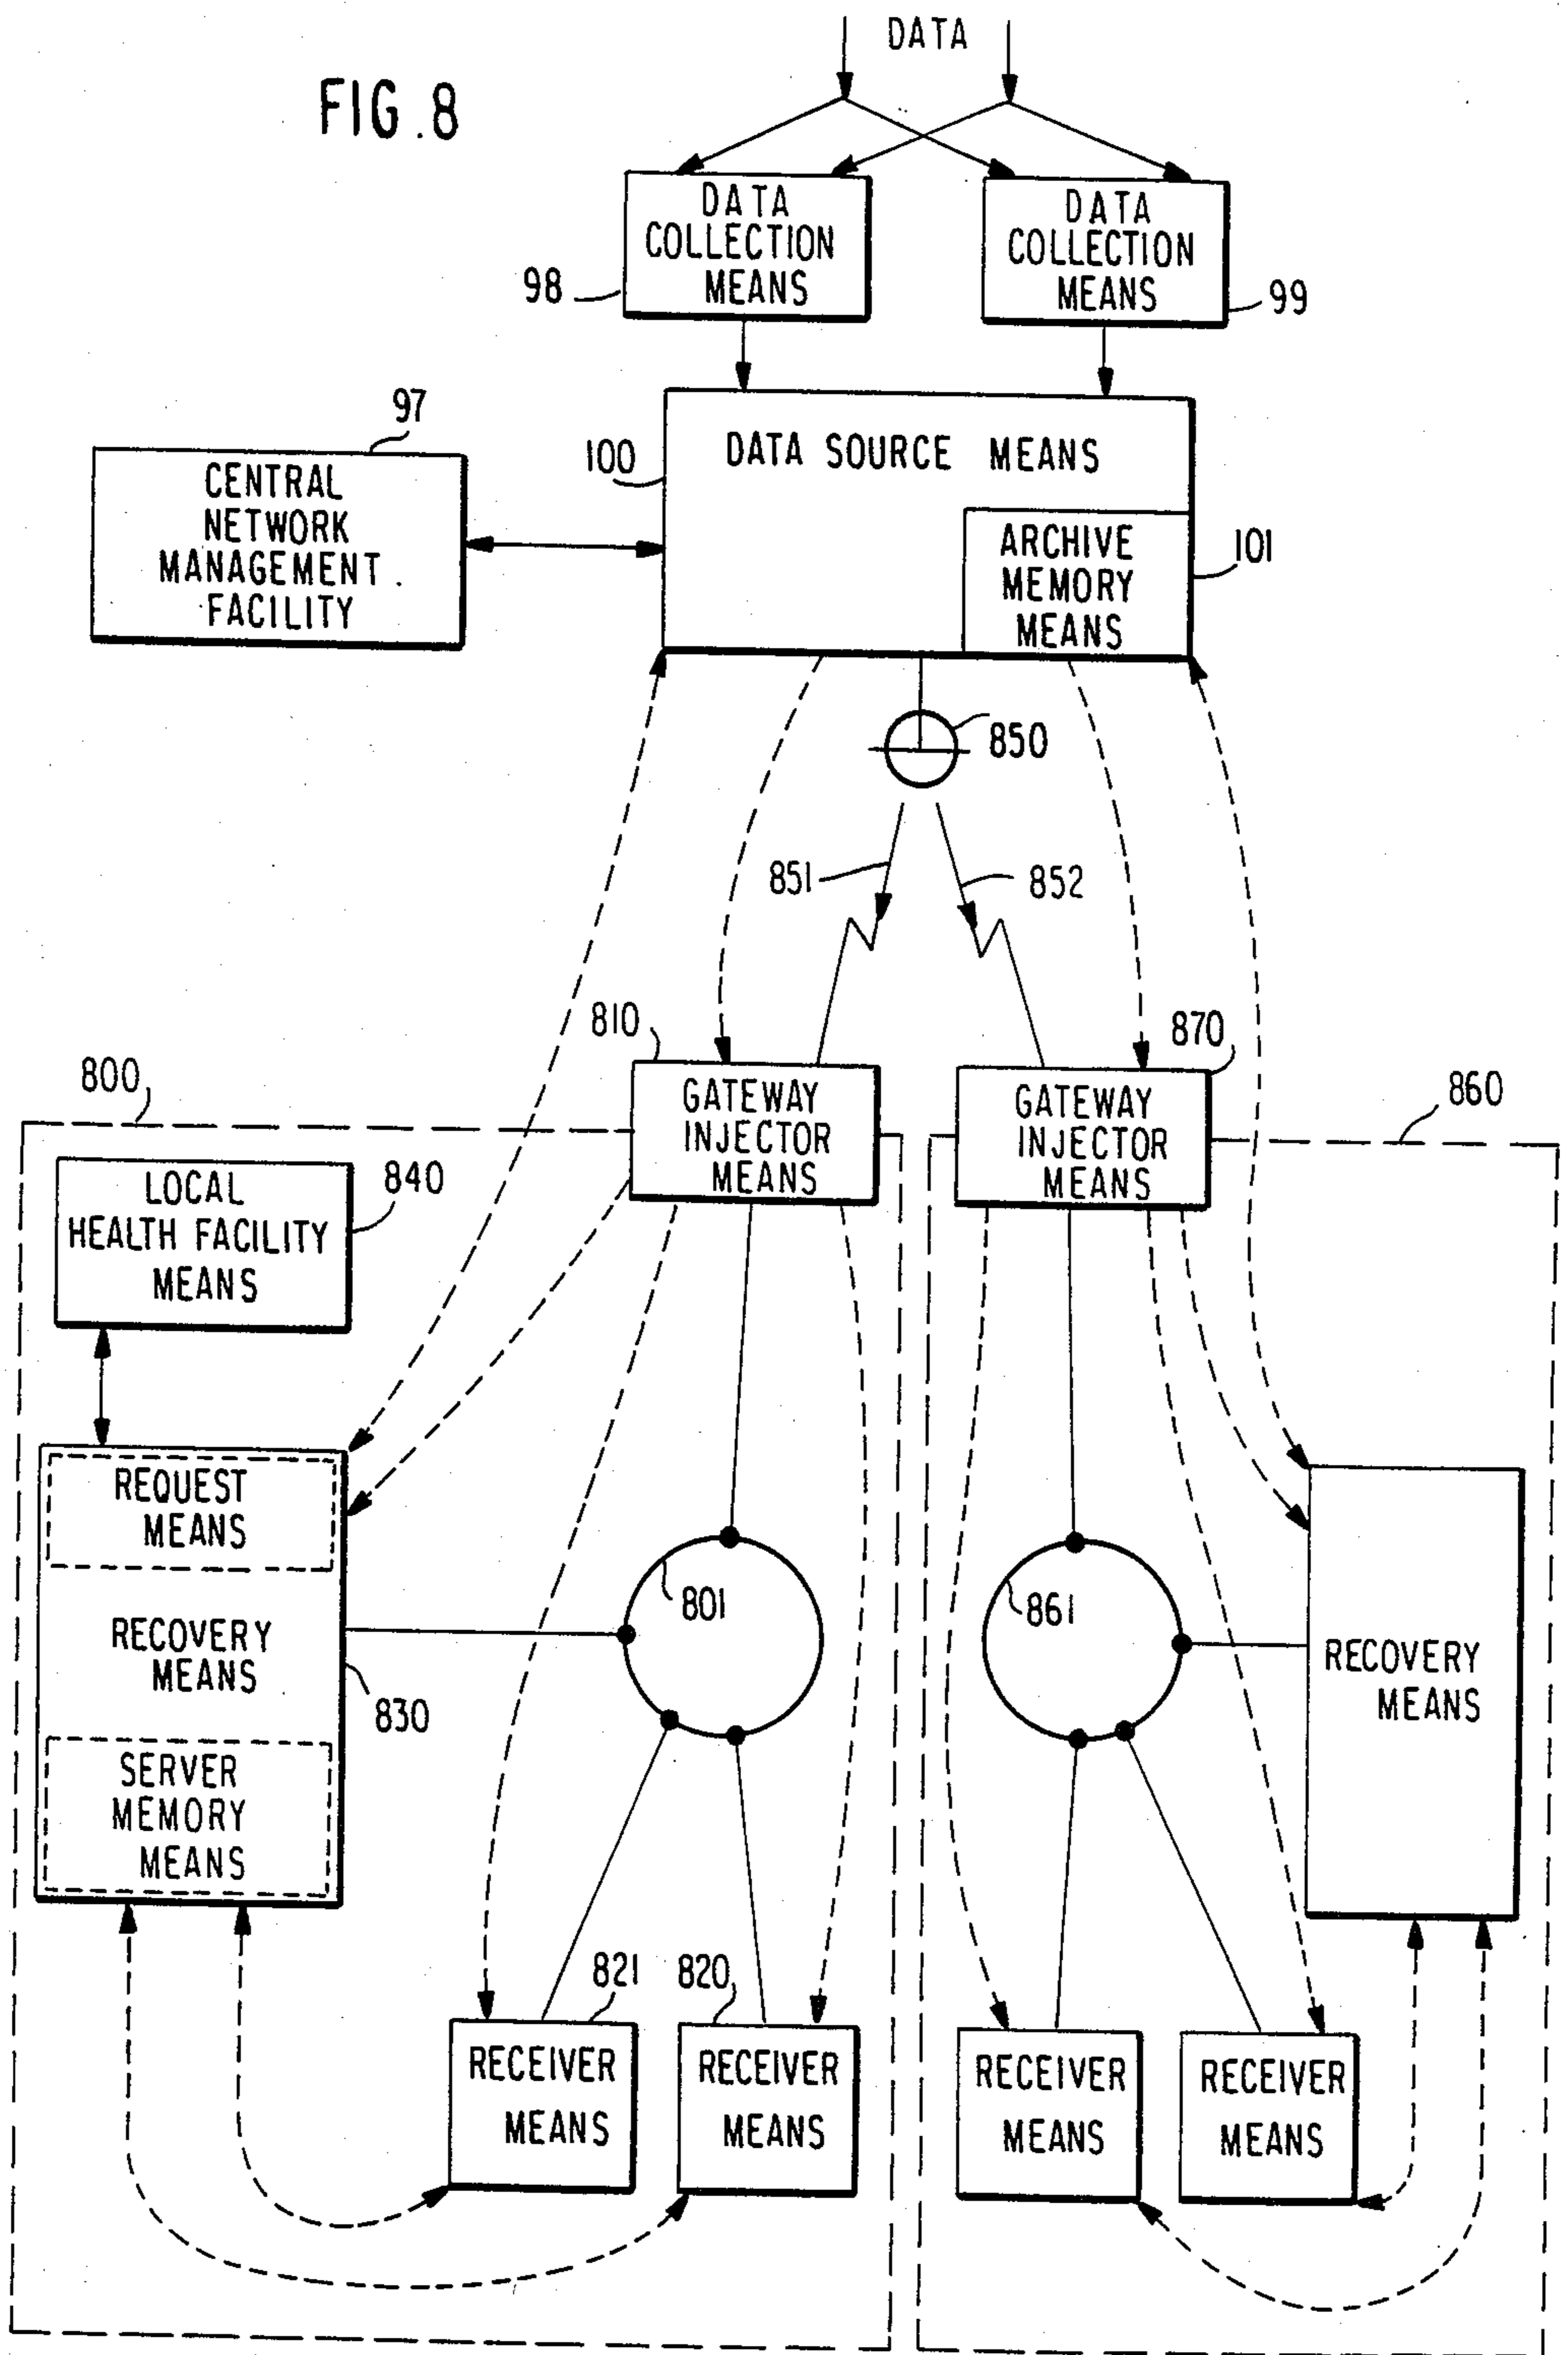 DATA
FIG. 8
DATA
COLLECTION
MEANS
98
DATA
COLLECTION
MEANS
99
97
CENTRAL
NETWORK
MANAGEMENT
FACILITY
100
DATA SOURCE MEANS
ARCHIVE
MEMORY
MEANS
101
850
851
852
810
870
800
860
GATEWAY
INJECTOR
MEANS
GATEWAY
INJECTOR
MEANS
LOCAL
HEALTH FACILITY
MEANS
840
REQUEST
MEANS
RECOVERY
MEANS
830
SERVER
MEMORY
MEANS
801
861
RECOVERY
MEANS
821
820
RECEIVER
MEANS
RECEIVER
MEANS
RECEIVER
MEANS
RECEIVER
MEANS